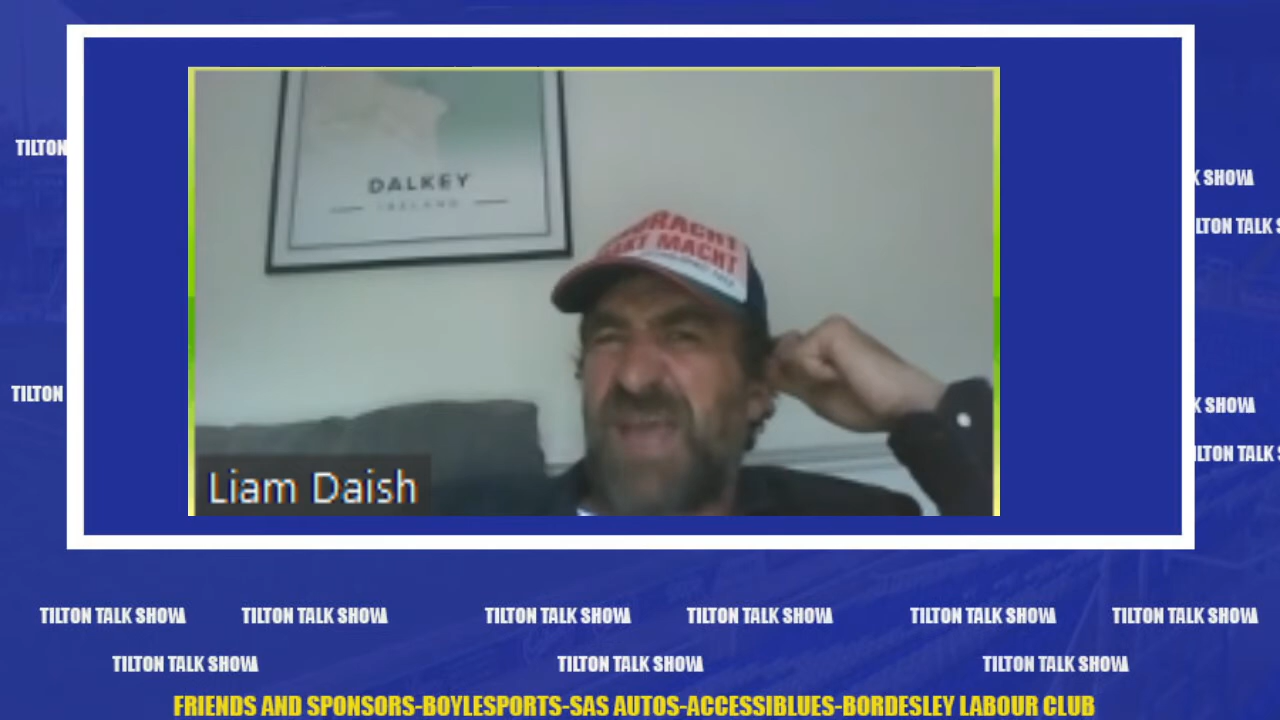 TILTON
DALKEY
IRELAND
RACHT
MACHT
Liam Daish
K SHOW
LTON TALK S
TILTON
K SHOW
LTON TALK S
TILTON TALK SHOW TILTON TALK SHOW TILTON TALK SHOW TILTON TALK SHOW TILTON TALK SHOW TILTON TALK SHOW
TILTON TALK SHOW TILTON TALK SHOW TILTON TALK SHOW
FRIENDS AND SPONSORS-BOYLESPORTS-SAS AUTOS-ACCESSIBLUES-BORDESLEY LABOUR CLUB